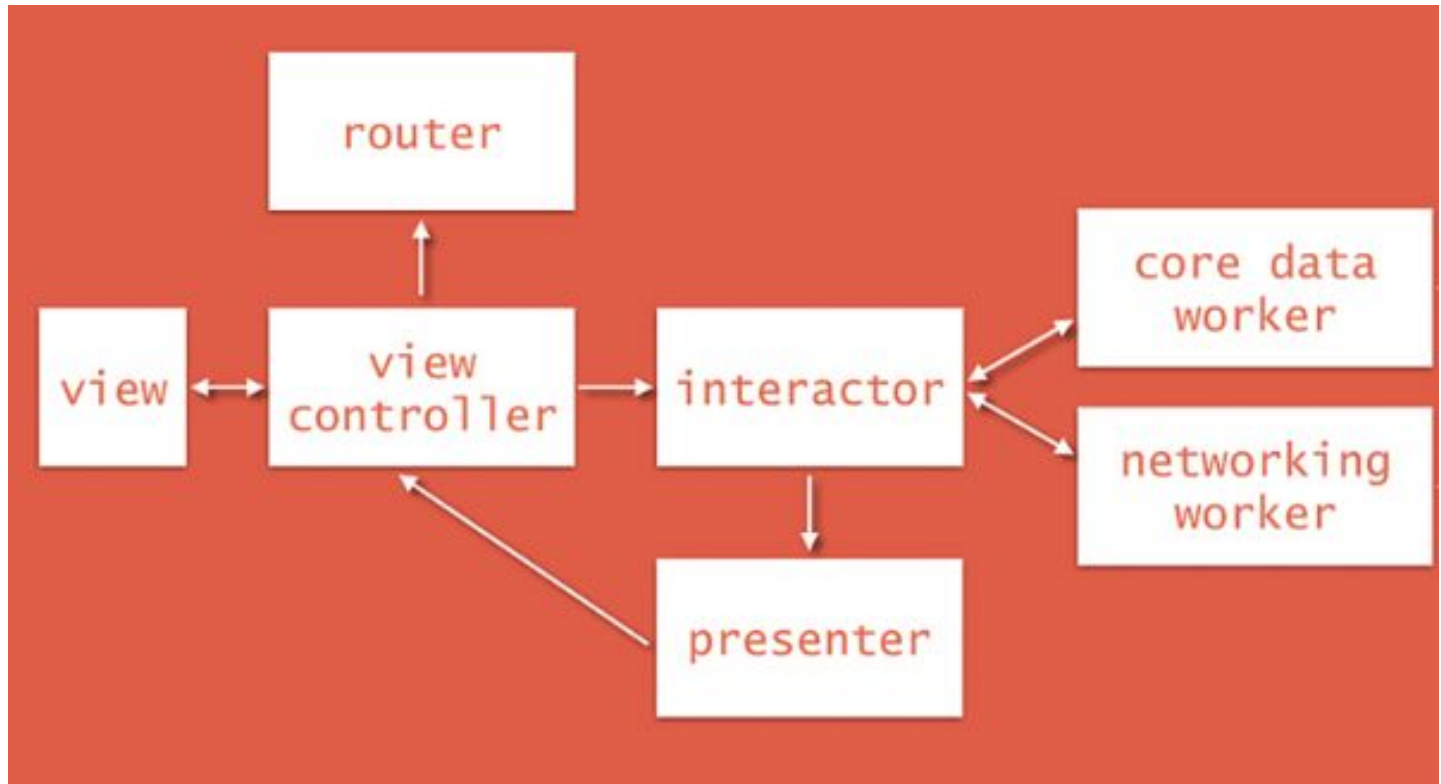 router
core data
worker
view
view
controller
interactor
networking
worker
presenter